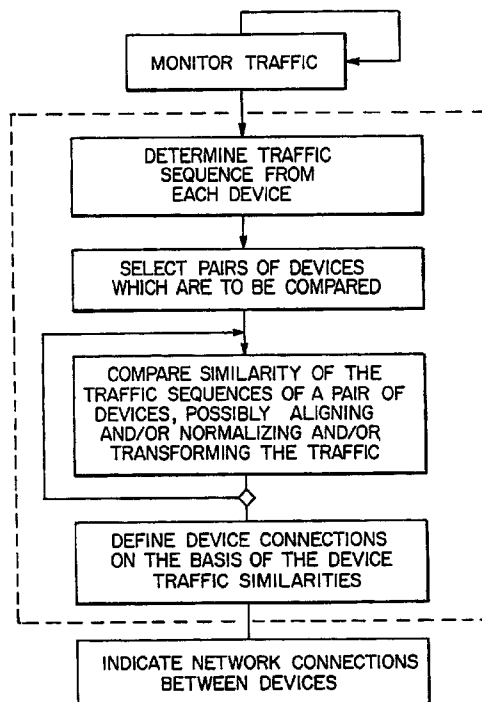 MONITOR TRAFFIC
DETERMINE TRAFFIC
SEQUENCE FROM
EACH DEVICE
SELECT PAIRS OF DEVICES
WHICH ARE TO BE COMPARED
COMPARE SIMILARITY OF THE
TRAFFIC SEQUENCES OF A PAIR OF
DEVICES, POSSIBLY ALIGNING
AND/OR NORMALIZING AND/OR
TRANSFORMING THE TRAFFIC
DEFINE DEVICE CONNECTIONS
ON THE BASIS OF THE DEVICE
TRAFFIC SIMILARITIES
INDICATE NETWORK CONNECTIONS
BETWEEN DEVICES